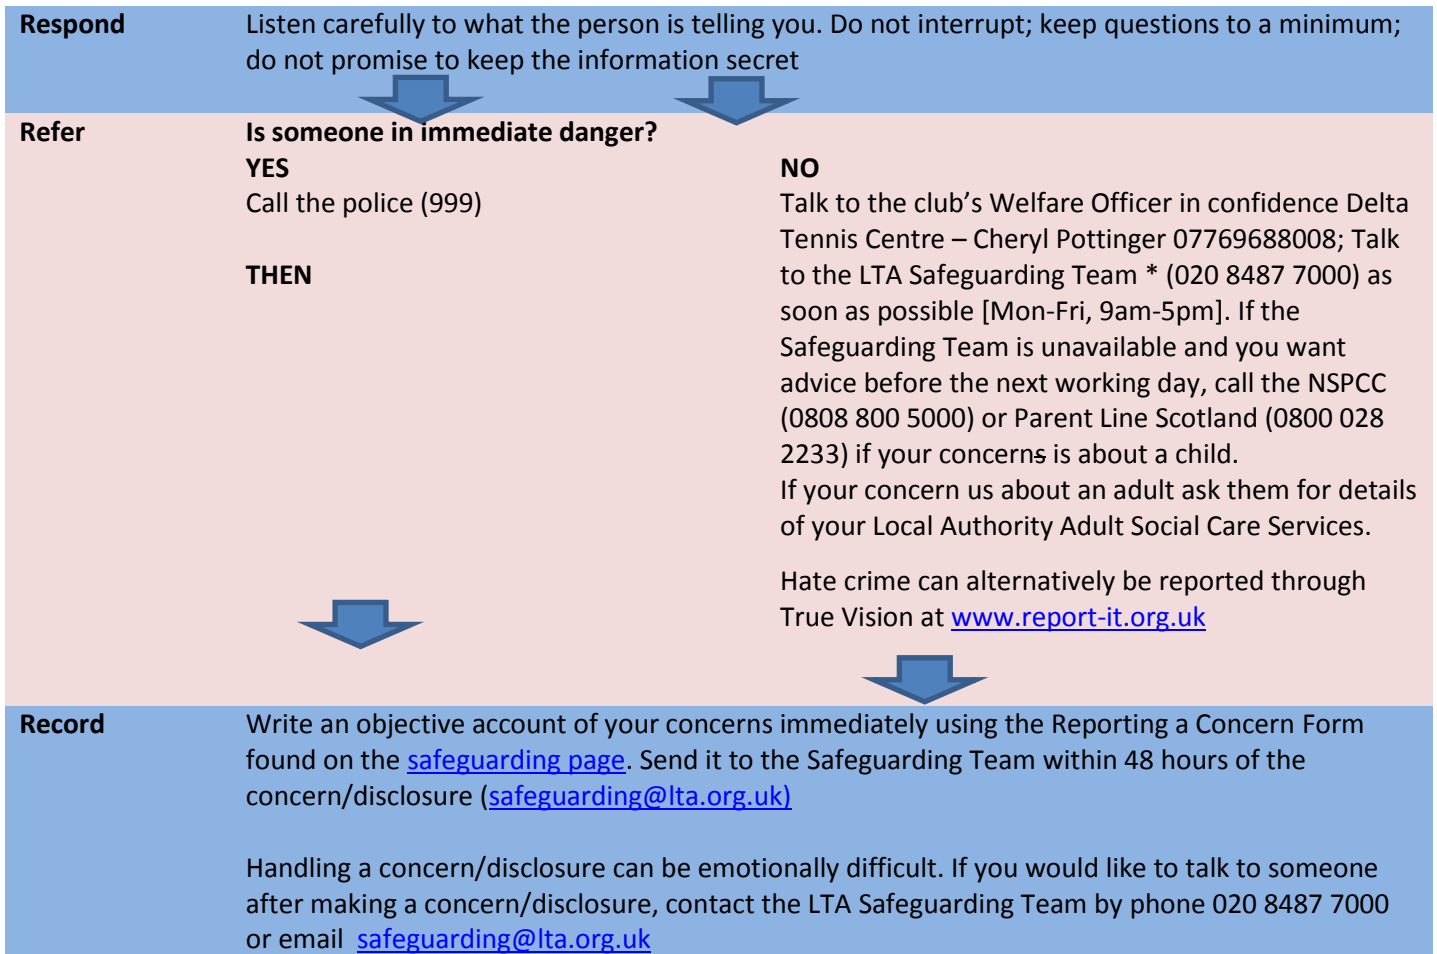 Respond
Listen carefully to what the person is telling you. Do not interrupt; keep questions to a minimum;
do not promise to keep the information secret
Refer
Is someone in immediate danger?
YES
Call the police (999)
THEN
NO
Talk to the club’s Welfare Officer in confidence Delta
Tennis Centre – Cheryl Pottinger 07769688008; Talk
to the LTA Safeguarding Team * (020 8487 7000) as
soon as possible [Mon-Fri, 9am-5pm]. If the
Safeguarding Team is unavailable and you want
advice before the next working day, call the NSPCC
(0808 800 5000) or Parent Line Scotland (0800 028
2233) if your concerns is about a child.
If your concern us about an adult ask them for details
of your Local Authority Adult Social Care Services.
Hate crime can alternatively be reported through
True Vision at www.report-it.org.uk
Record
Write an objective account of your concerns immediately using the Reporting a Concern Form
found on the safeguarding page. Send it to the Safeguarding Team within 48 hours of the
concern/disclosure (safeguarding@lta.org.uk)
Handling a concern/disclosure can be emotionally difficult. If you would like to talk to someone
after making a concern/disclosure, contact the LTA Safeguarding Team by phone 020 8487 7000
or email safeguarding@lta.org.uk